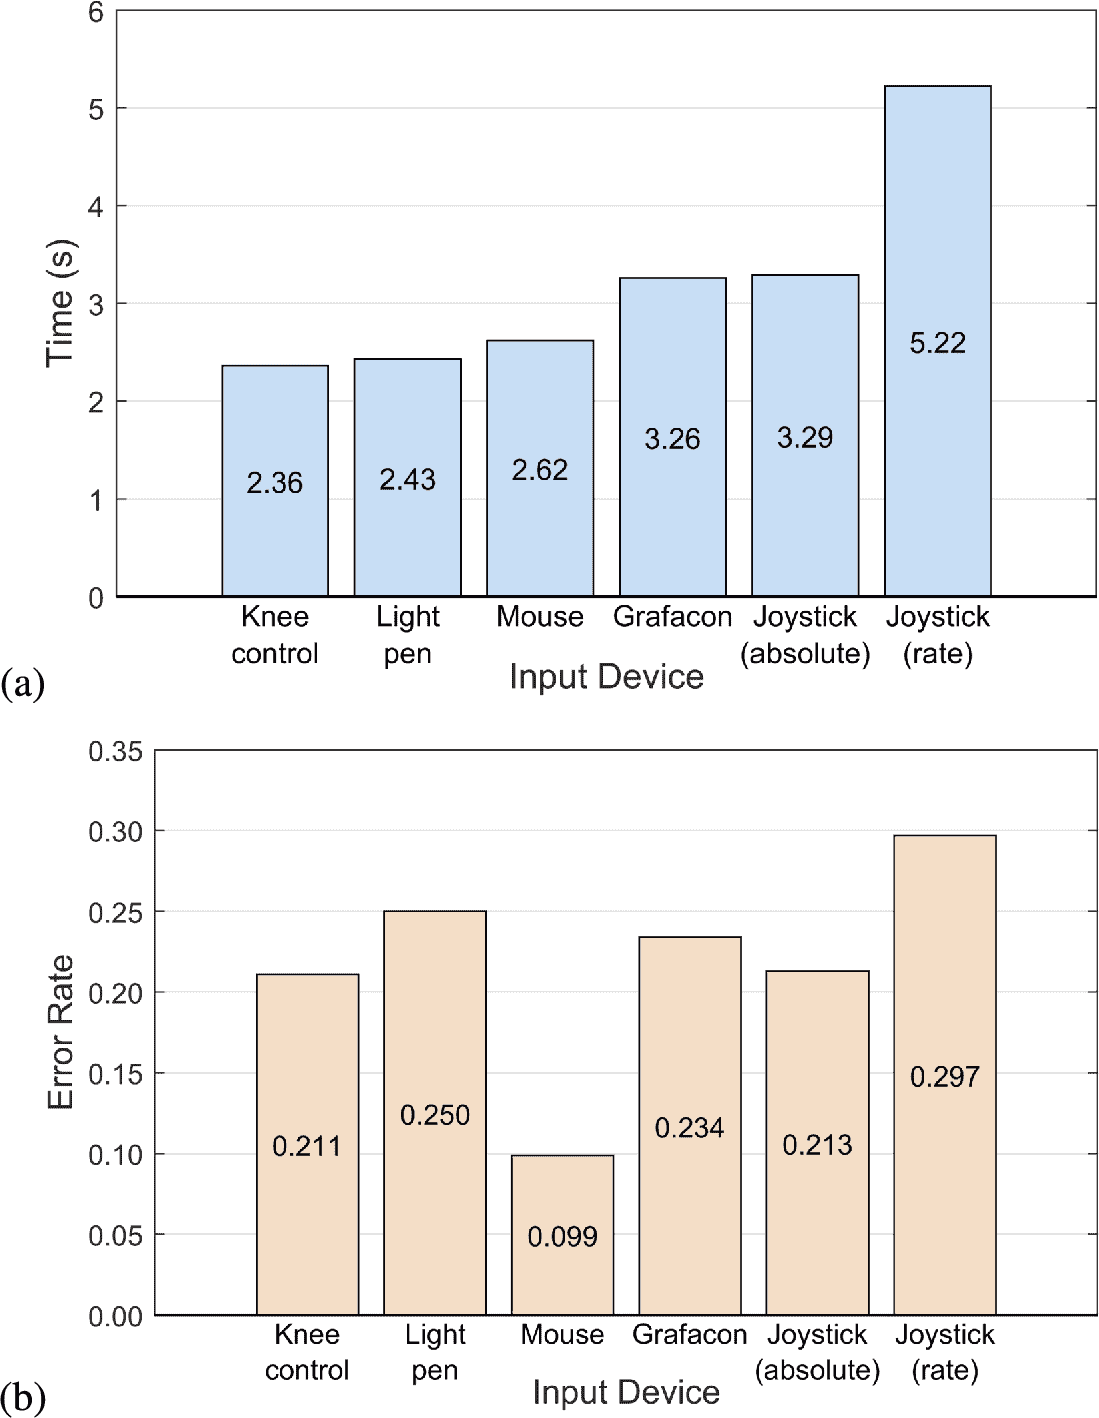 6
5
4
3
2
1
0
Time (s)
2.36
2.43
2.62
3.26
3.29
5.22
Knee control
Light pen
Mouse
Grafacon
Joystick (absolute)
Joystick (rate)
Input Device
(a)
0.35
0.30
0.25
0.20
0.15
0.10
0.05
0.00
Error Rate
0.211
0.250
0.099
0.234
0.213
0.297
Knee control
Light pen
Mouse
Grafacon
Joystick (absolute)
Joystick (rate)
Input Device
(b)